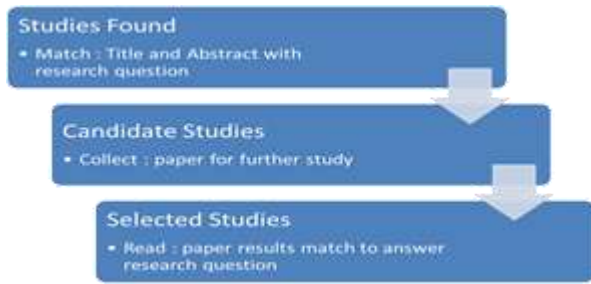 Studies Found
• Match : Title and Abstract with
research question
Candidate Studies
• Collect : paper for further study
Selected Studies
• Read : paper results match to answer
research question